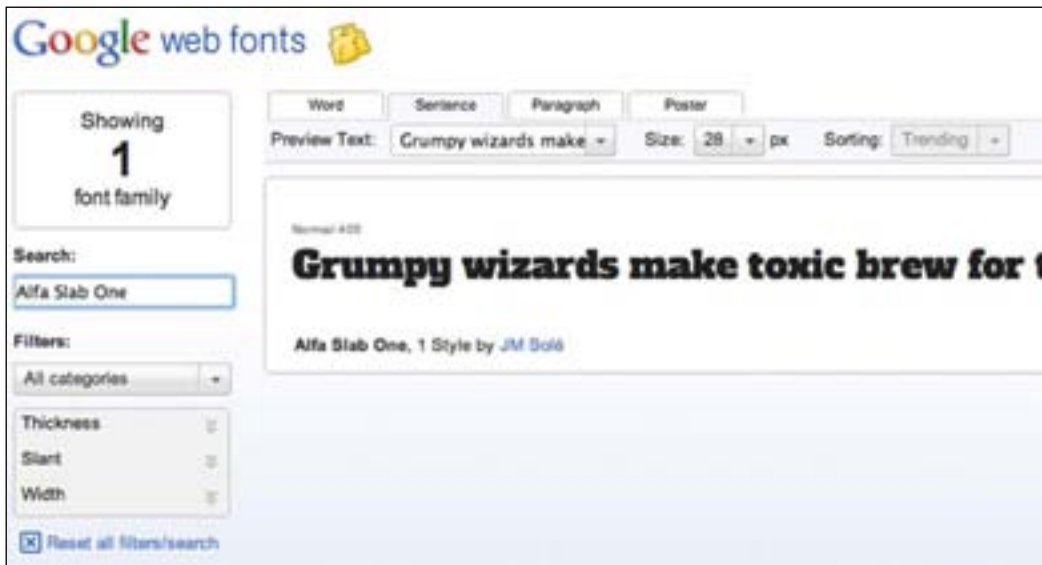 Google web fonts
Showing
1
font family
Search:
Alfa Slab One
Filters:
All categories
Thickness
Slant
Width
Reset all filters/search
Word Sentence Paragraph Poster
Preview Text: Grumpy wizards make Size: 28 px Sorting: Trending
Normal 400
Grumpy wizards make toxic brew for t
Alfa Slab One, 1 Style by JM Solé